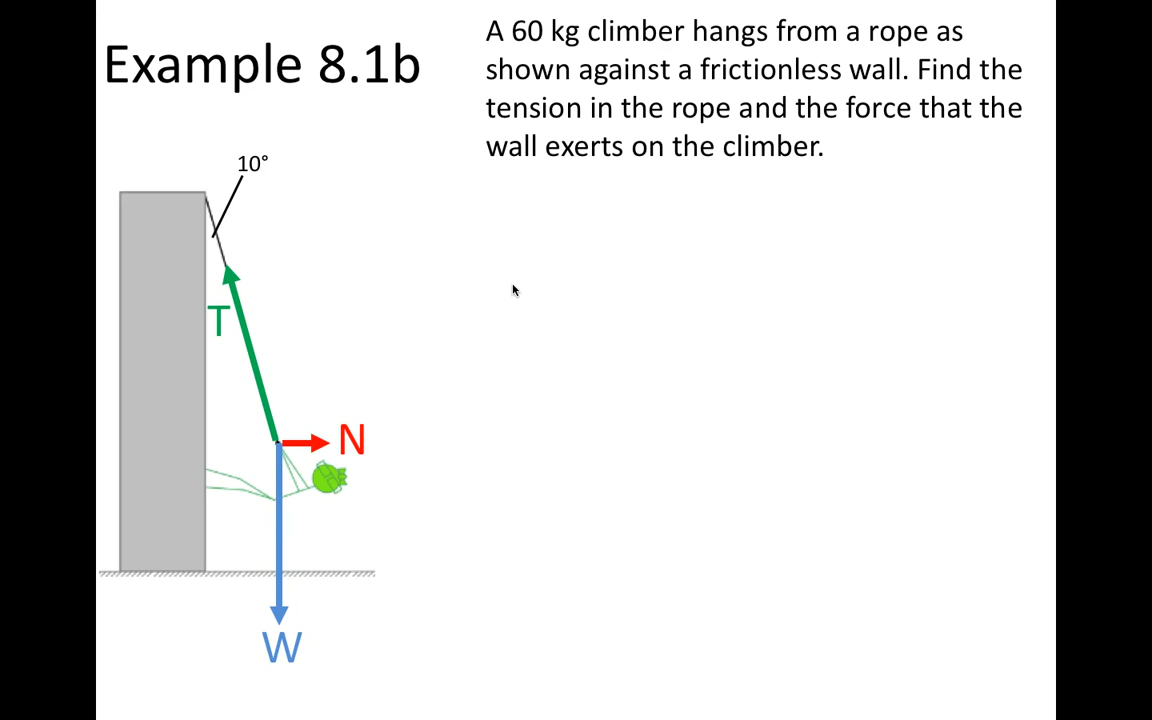 Example 8.1b
A 60 kg climber hangs from a rope as
shown against a frictionless wall. Find the
tension in the rope and the force that the
wall exerts on the climber.
10°
T
N
W